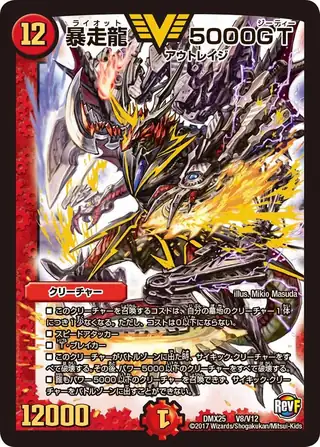 12
ライオット
ジーティー
暴走龍 5000GT
アウトレイジ
illus. Mikio_Masuda
クリーチャー
■このクリーチャーを召喚するコストは、自分の墓地のクリーチャー1体
につき1少なくなる。ただし、コストは0以下にならない。
■スピードアタッカー
■T・ブレイカー
■このクリーチャーがバトルゾーンに出た時、サイキック・クリーチャーをす
べて破壊する。その後、パワー5000以下のクリーチャーをすべて破壊する。
■誰もパワー5000以下のクリーチャーを召喚できず、サイキック・クリー
チャーをバトルゾーンに出すことはできない。
RevF
12000
DMX25 V8/V12
©2017 Wizards/Shogakukan/Mitsui-Kids